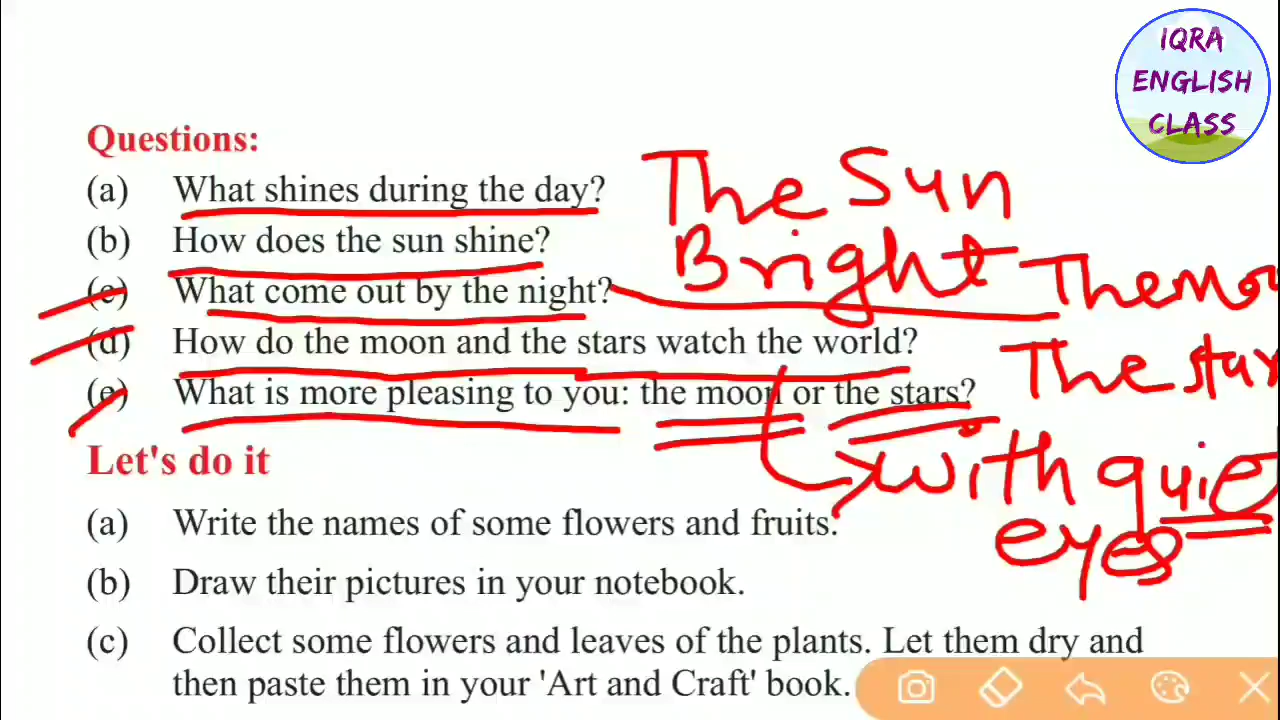 IQRA
ENGLISH
CLASS
Questions:
(a) What shines during the day? The Sun
(b) How does the sun shine? Bright
(c) What come out by the night? The
(d) How do the moon and the stars watch the world?
The
(e) What is more pleasing to you: the moon or the stars?
with
eyes
Let's do it
(a) Write the names of some flowers and fruits.
(b) Draw their pictures in your notebook.
(c) Collect some flowers and leaves of the plants. Let them dry and
then paste them in your 'Art and Craft' book.